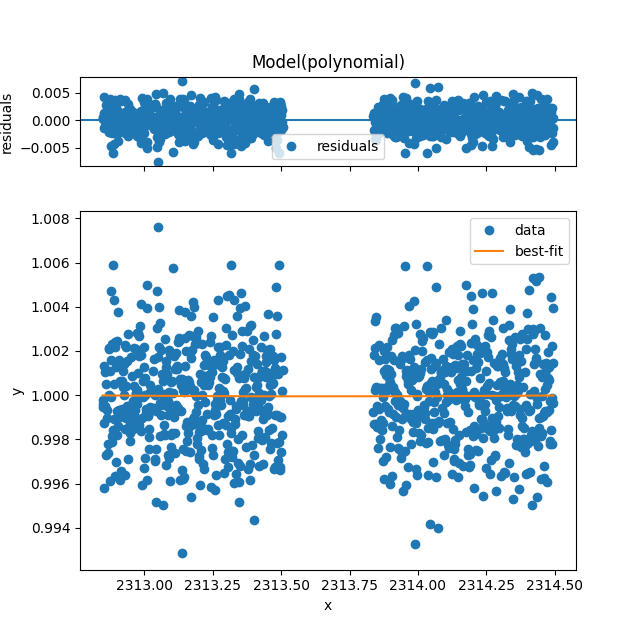 Model(polynomial)
residuals
0.005
0.000
−0.005
residuals
y
1.008
1.006
1.004
1.002
1.000
0.998
0.996
0.994
data
best-fit
2313.00 2313.25 2313.50 2313.75 2314.00 2314.25 2314.50
x